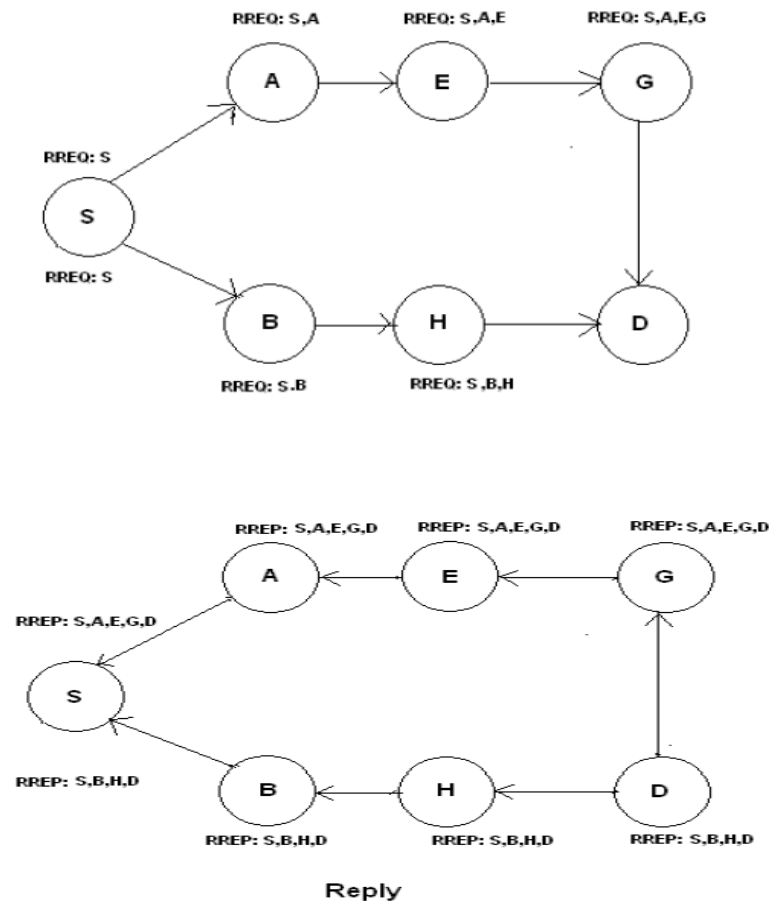 RREQ: S,A
RREQ: S,A,E
RREQ: S,A,E,G
A
E
G
RREQ: S
S
RREQ: S
B
H
D
RREQ: S.B
RREQ: S,B,H
RREP: S,A,E,G,D
RREP: S,A,E,G,D
RREP: S,A,E,G,D
A
E
G
RREP: S,A,E,G,D
S
RREP: S,B,H,D
B
H
D
RREP: S,B,H,D
RREP: S,B,H,D
RREP: S,B,H,D
Reply